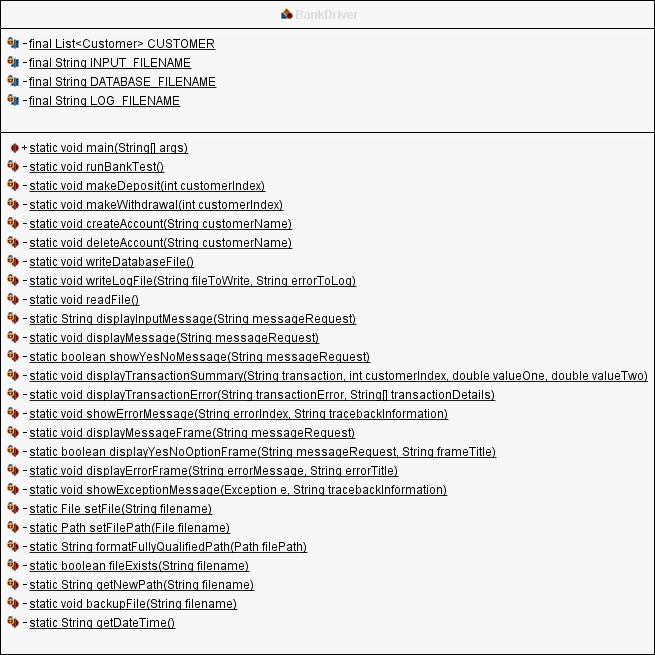 BankDriver
- final List<Customer> CUSTOMER
- final String INPUT_FILENAME
- final String DATABASE_FILENAME
- final String LOG_FILENAME
+ static void main(String[] args)
- static void runBankTest()
- static void makeDeposit(int customerIndex)
- static void makeWithdrawal(int customerIndex)
- static void createAccount(String customerName)
- static void deleteAccount(String customerName)
- static void writeDatabaseFile()
- static void writeLogFile(String fileToWrite, String errorToLog)
- static void readFile()
- static String displayInputMessage(String messageRequest)
- static void displayMessage(String messageRequest)
- static boolean showYesNoMessage(String messageRequest)
- static void displayTransactionSummary(String transaction, int customerIndex, double valueOne, double valueTwo)
- static void displayTransactionError(String transactionError, String[] transactionDetails)
- static void showErrorMessage(String errorIndex, String tracebackInformation)
- static void displayMessageFrame(String messageRequest)
- static boolean displayYesNoOptionFrame(String messageRequest, String frameTitle)
- static void displayErrorFrame(String errorMessage, String errorTitle)
- static void showExceptionMessage(Exception e, String tracebackInformation)
- static File setFile(String filename)
- static Path setFilePath(File filename)
- static String formatFullyQualifiedPath(Path filePath)
- static boolean fileExists(String filename)
- static String getNewPath(String filename)
- static void backupFile(String filename)
- static String getDateTime()